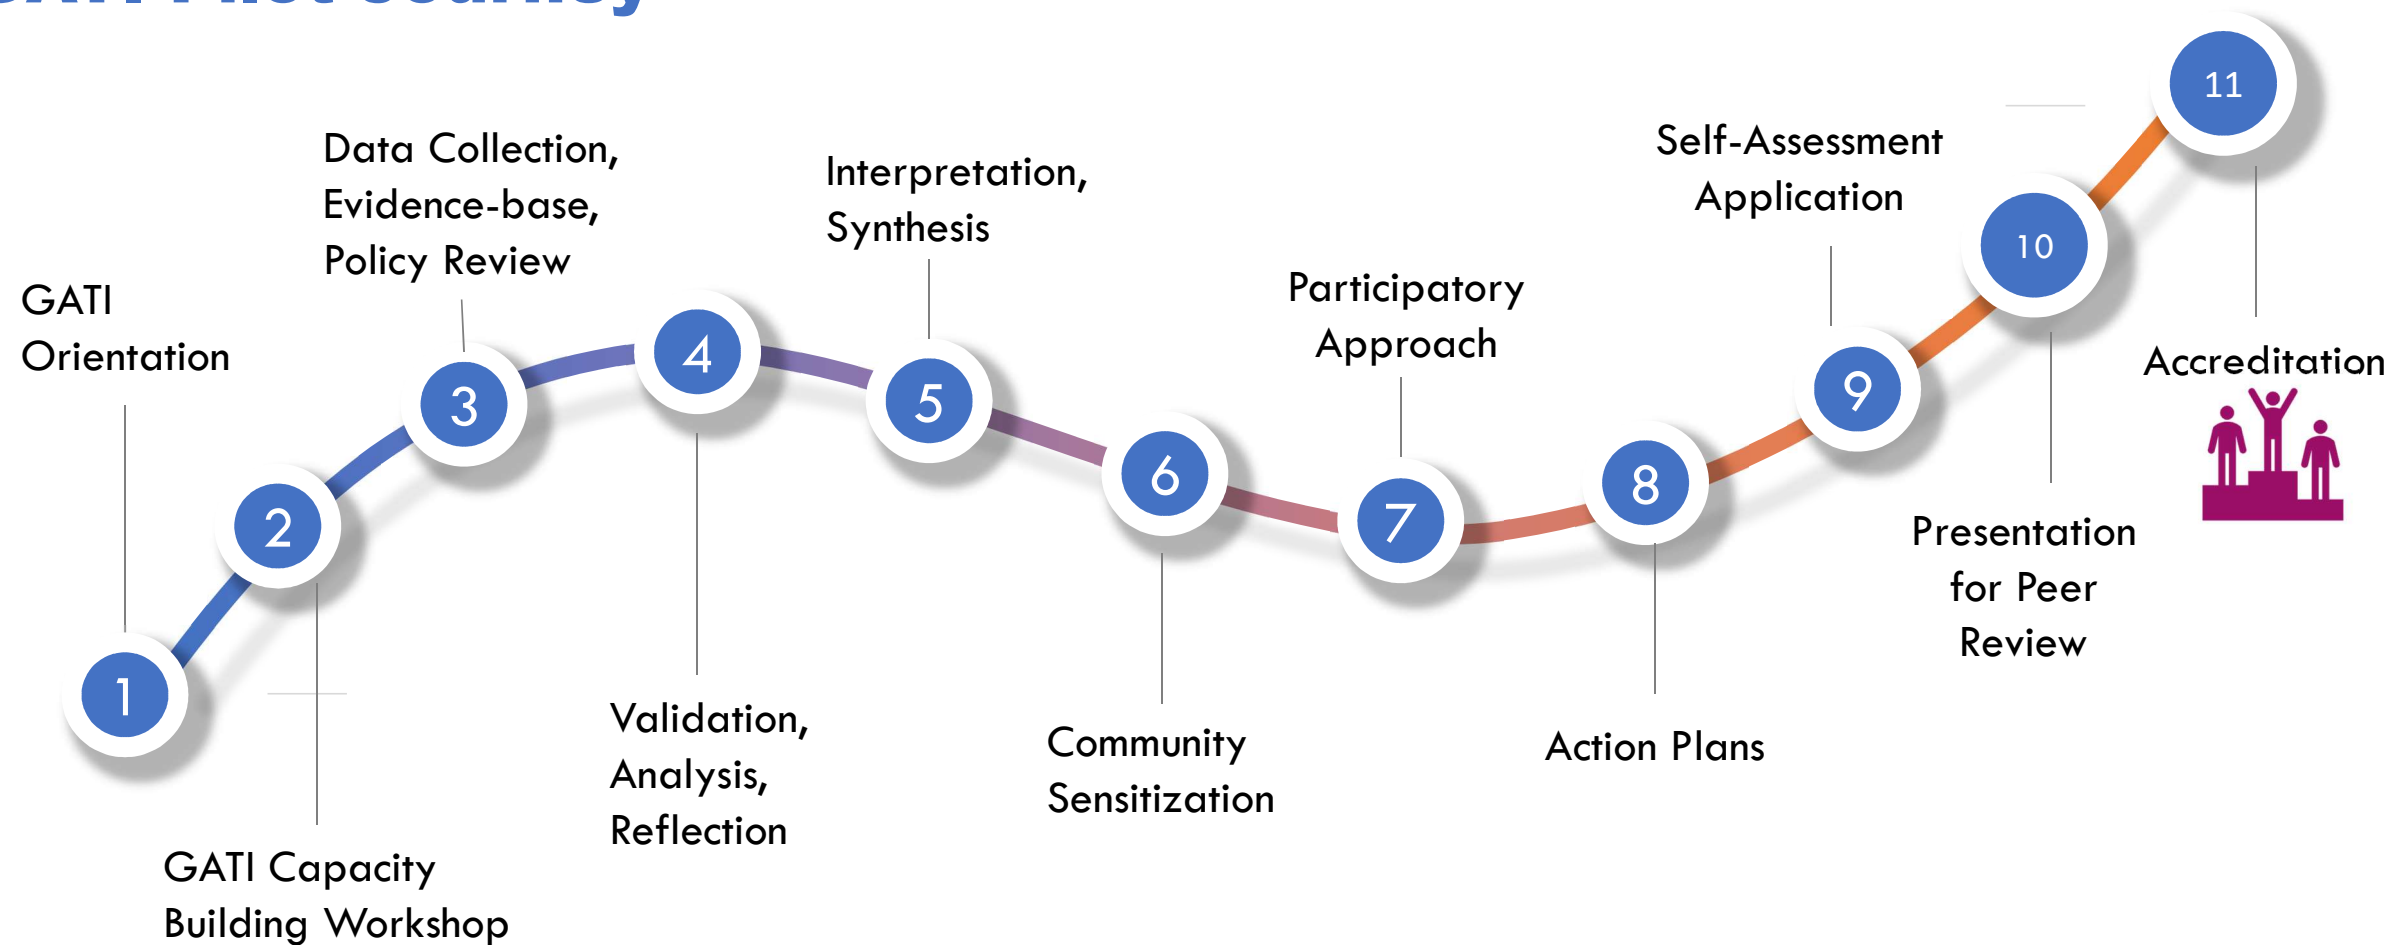 1
GATI
Orientation
2
GATI Capacity
Building Workshop
3
Data Collection,
Evidence-base,
Policy Review
4
Validation,
Analysis,
Reflection
5
Interpretation,
Synthesis
6
Community
Sensitization
7
Participatory
Approach
8
Action Plans
9
Self-Assessment
Application
10
Presentation
for Peer
Review
11
Accreditation